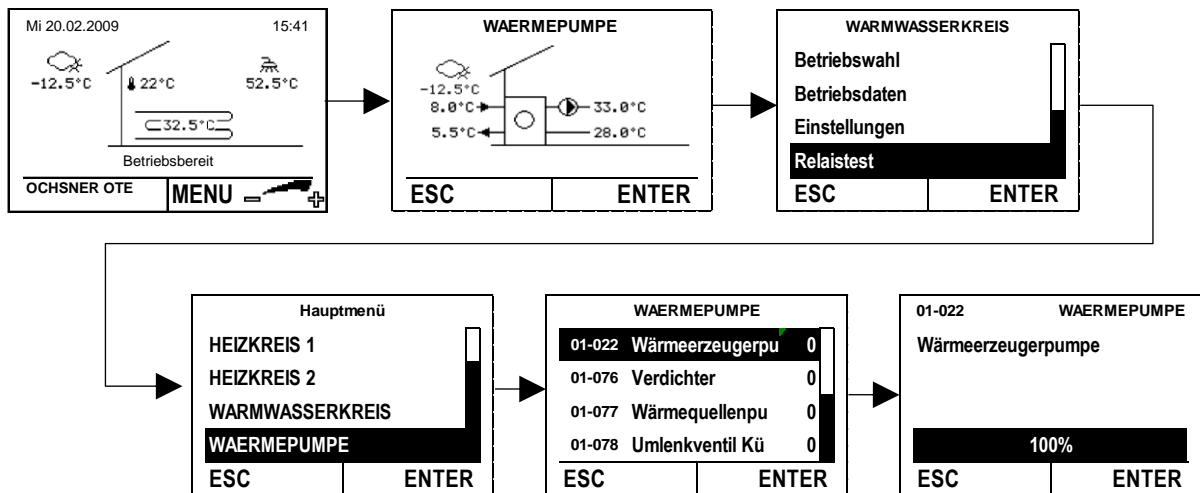 Mi 20.02.2009 15:41
-12.5°C 22°C 52.5°C
32.5°C
Betriebsbereit
OCHSNER OTE MENU
WAERMEPUMPE
-12.5°C
8.0°C 33.0°C
5.5°C 28.0°C
ESC ENTER
WARMWASSERKREIS
Betriebswahl
Betriebsdaten
Einstellungen
Relaistest
ESC ENTER
Hauptmenü
HEIZKREIS 1
HEIZKREIS 2
WARMWASSERKREIS
WAERMEPUMPE
ESC ENTER
WAERMEPUMPE
01-022 Wärmeerzeugerpu 0
01-076 Verdichter 0
01-077 Wärmequellenpu 0
01-078 Umlenkventil Kü 0
ESC ENTER
01-022 WAERMEPUMPE
Wärmeerzeugerpumpe
100%
ESC ENTER